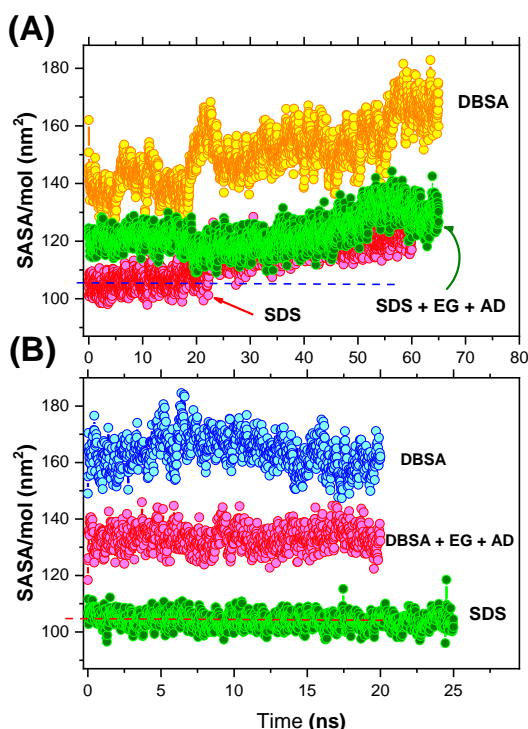 (A)
SASA/mol (nm²)
180
160
140
120
100
DBSA
SDS + EG + AD
SDS
0 10 20 30 40 50 60 70 80
(B)
SASA/mol (nm²)
180
160
140
120
100
DBSA
DBSA + EG + AD
SDS
0 5 10 15 20 25 30
Time (ns)